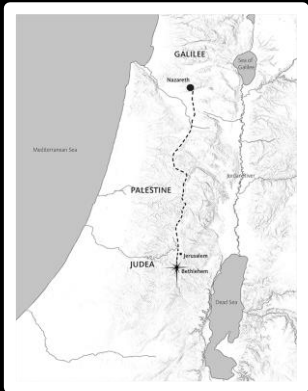 GALILEE
Sea of
Galilee
Nazareth
Mediterranean Sea
Jordan River
PALESTINE
Jerusalem
JUDEA
Bethlehem
Dead Sea